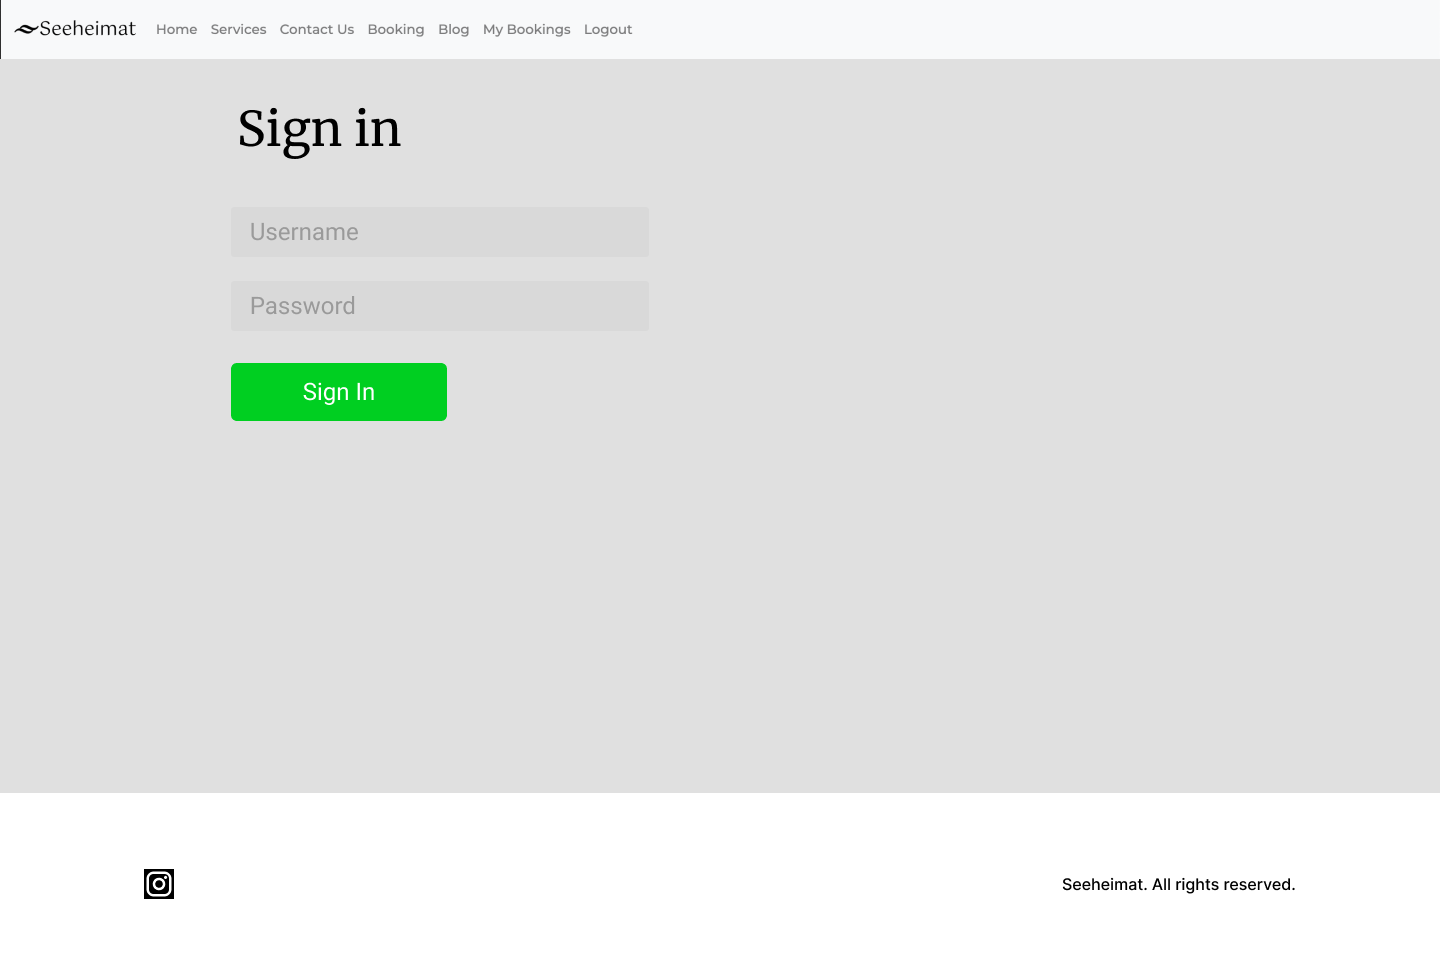 Seeheimat Home Services Contact Us Booking Blog My Bookings Logout
Sign in
Username
Password
Sign In
Seeheimat. All rights reserved.